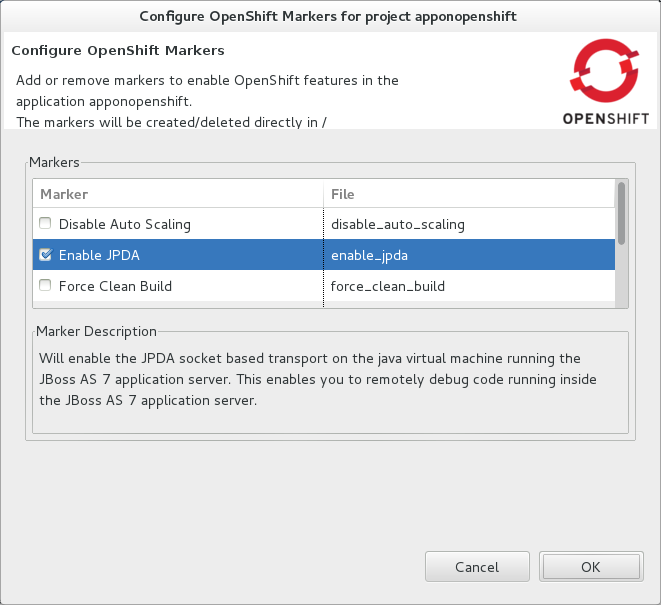 Configure OpenShift Markers for project apponopenshift
Configure OpenShift Markers
Add or remove markers to enable OpenShift features in the
application apponopenshift.
The markers will be created/deleted directly in /
OPENSHIFT
Markers
Marker File
Disable Auto Scaling disable_auto_scaling
Enable JPDA enable_jpda
Force Clean Build force_clean_build
Marker Description
Will enable the JPDA socket based transport on the java virtual machine running the
JBoss AS 7 application server. This enables you to remotely debug code running inside
the JBoss AS 7 application server.
Cancel OK